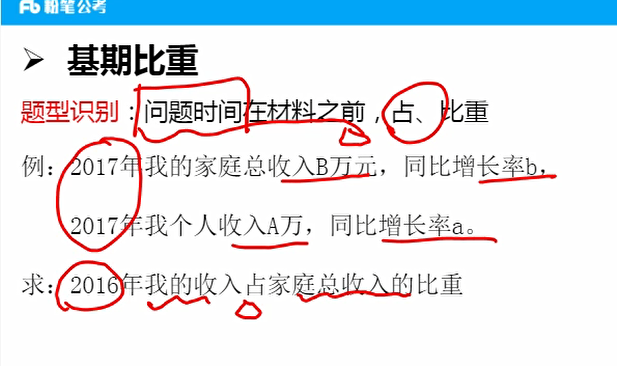 粉笔公考
➢ 基期比重
题型识别：问题时间在材料之前，占、比重
例：2017年我的家庭总收入B万元，同比增长率b，
2017年我个人收入A万，同比增长率a。
求：2016年我的收入占家庭总收入的比重